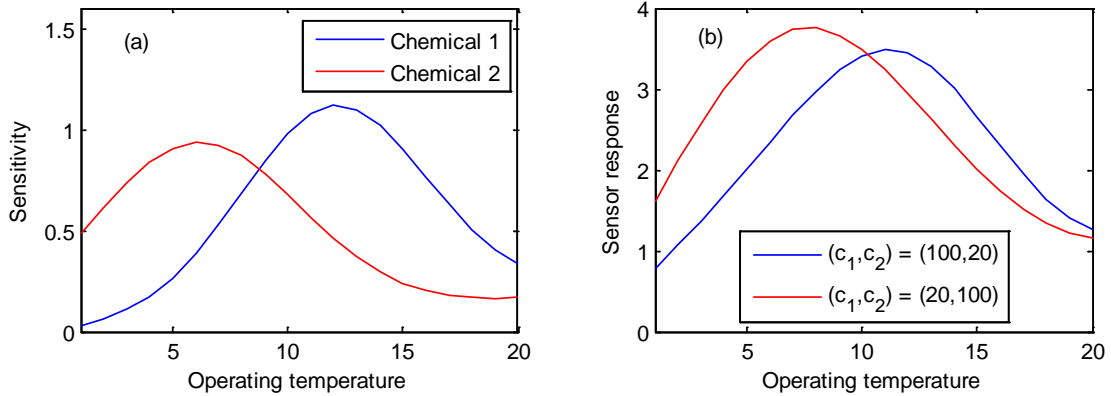 (a)
Chemical 1
Chemical 2
Sensitivity
1.5
1
0.5
0
5
10
15
20
Operating temperature
(b)
Sensor response
4
3
2
1
0
(c1,c2) = (100,20)
(c1,c2) = (20,100)
5
10
15
20
Operating temperature